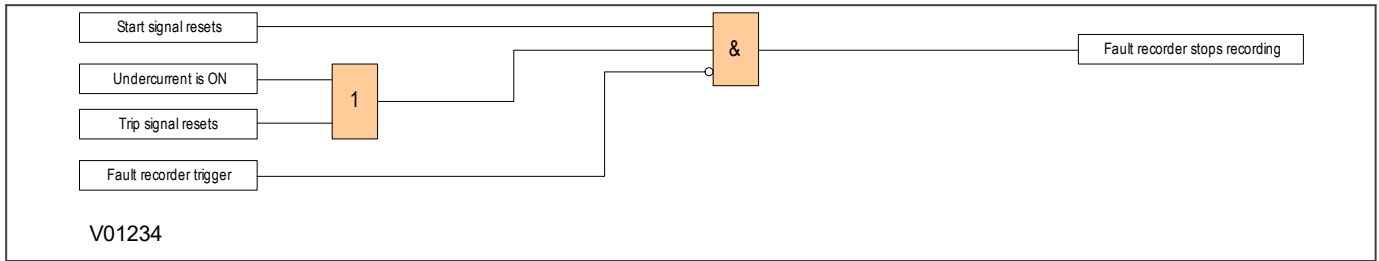 Start signal resets
&
Fault recorder stops recording
Undercurrent is ON
1
Trip signal resets
Fault recorder trigger
V01234